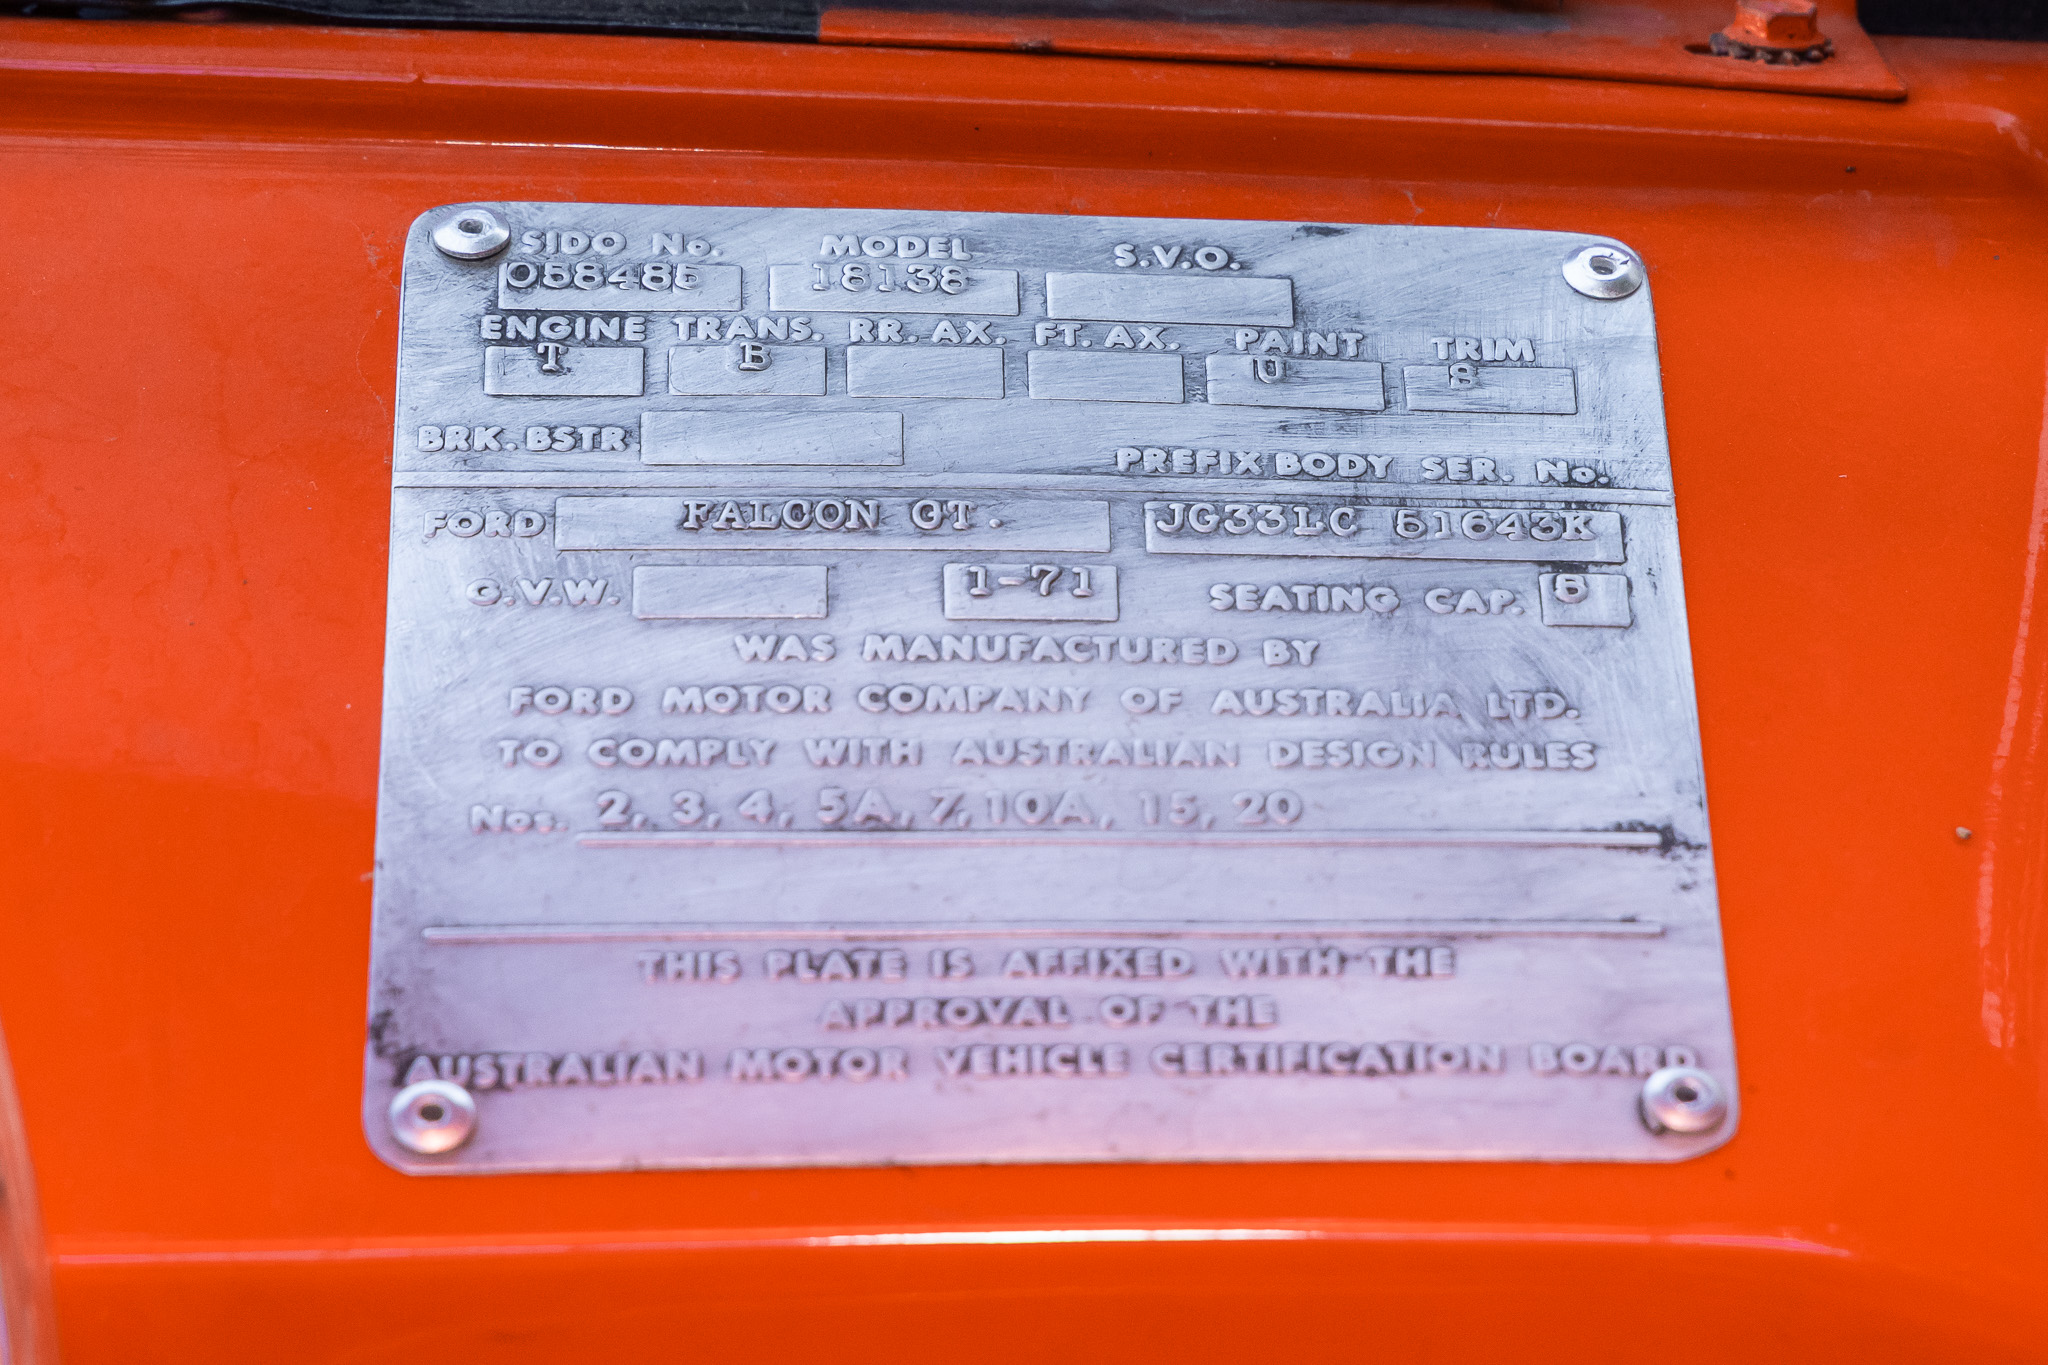 SIDO No. MODEL S.V.O.
058485 18138
ENGINE TRANS. RR. AX. FT. AX. PAINT TRIM
T B U 8
BRK. BSTR.
PREFIX BODY SER. No.
FORD FALCON GT. JG33LC 51643K
G.V.W. 1-71 SEATING CAP. 5
WAS MANUFACTURED BY
FORD MOTOR COMPANY OF AUSTRALIA LTD.
TO COMPLY WITH AUSTRALIAN DESIGN RULES
Nos. 2, 3, 4, 5A, 7, 10A, 15, 20
THIS PLATE IS AFFIXED WITH THE
APPROVAL OF THE
AUSTRALIAN MOTOR VEHICLE CERTIFICATION BOARD